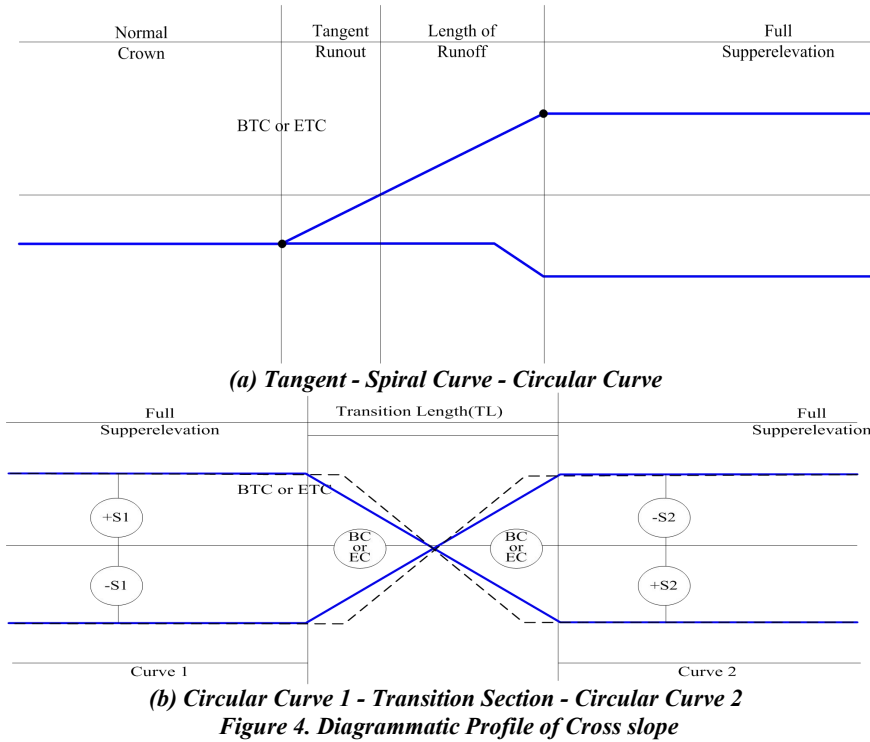 Normal
Crown
Tangent
Runout
Length of
Runoff
Full
Supperelevation
BTC or ETC
(a) Tangent - Spiral Curve - Circular Curve
Full
Supperelevation
Transition Length(TL)
Full
Supperelevation
BTC or ETC
+S1
-S2
BC
or
EC
BC
or
EC
-S1
+S2
Curve 1
Curve 2
(b) Circular Curve 1 - Transition Section - Circular Curve 2
Figure 4. Diagrammatic Profile of Cross slope